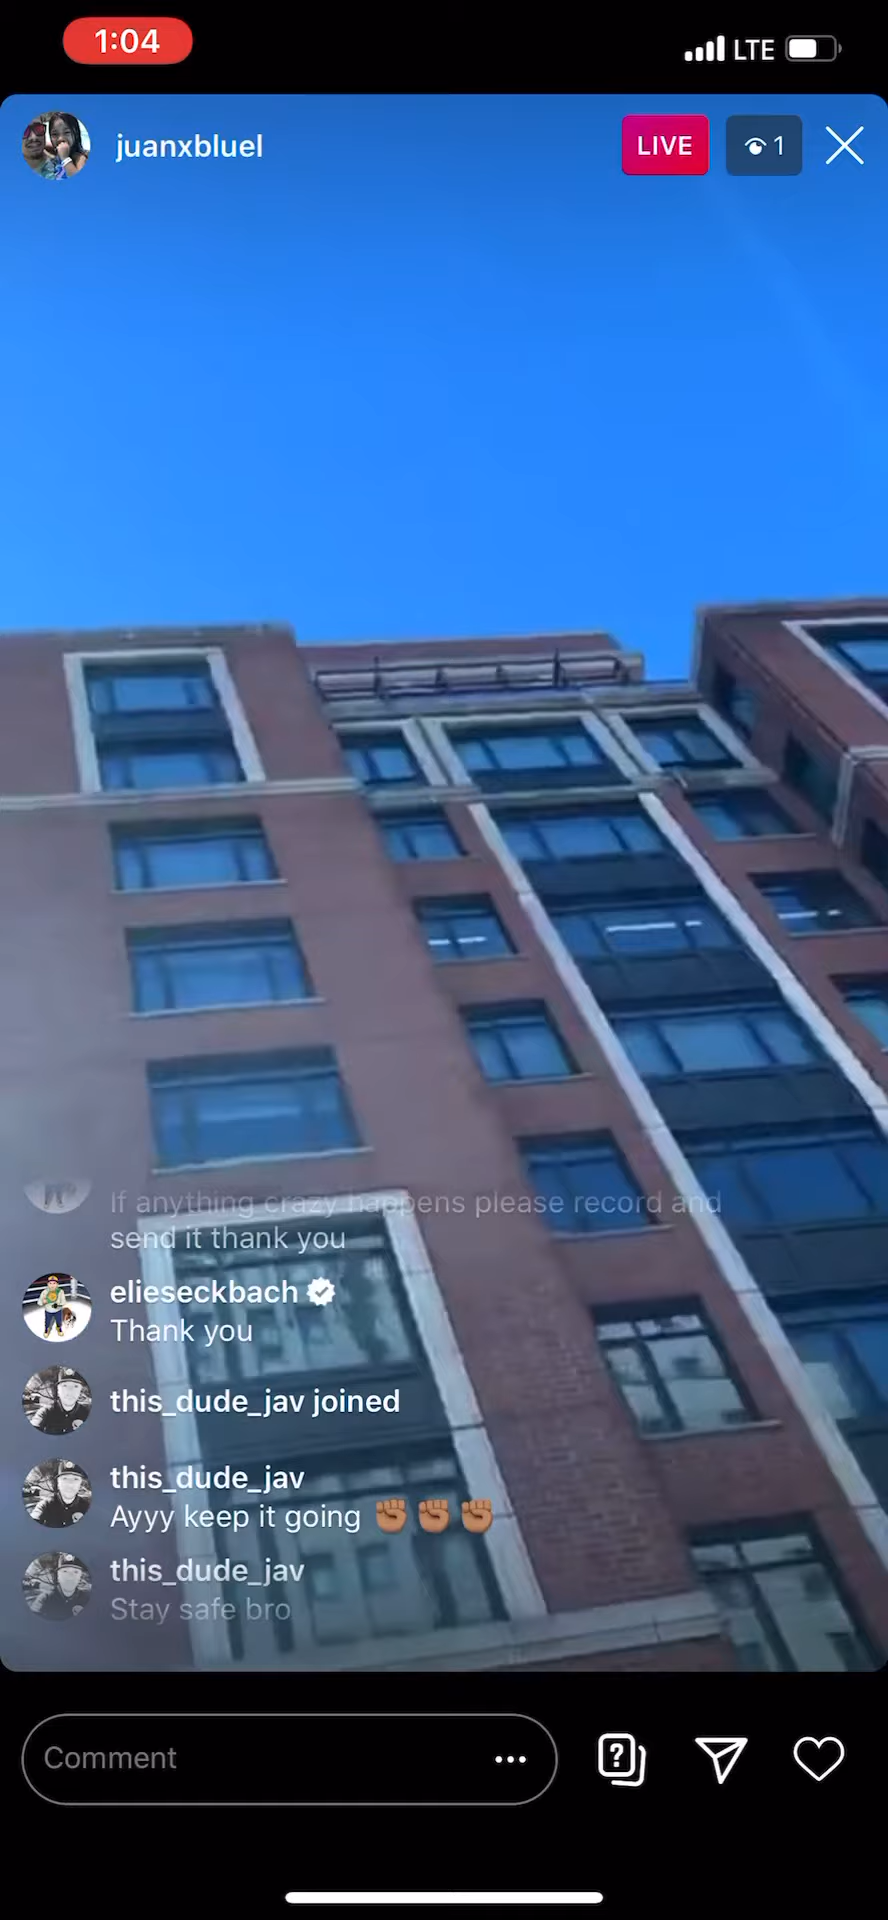 1:04
LTE
juanxbluel
LIVE
1
If anything crazy happens please record and
send it thank you
elieseckbach
Thank you
this_dude_jav joined
this_dude_jav
Ayyy keep it going ✊🏾✊🏾✊🏾
this_dude_jav
Stay safe bro
Comment